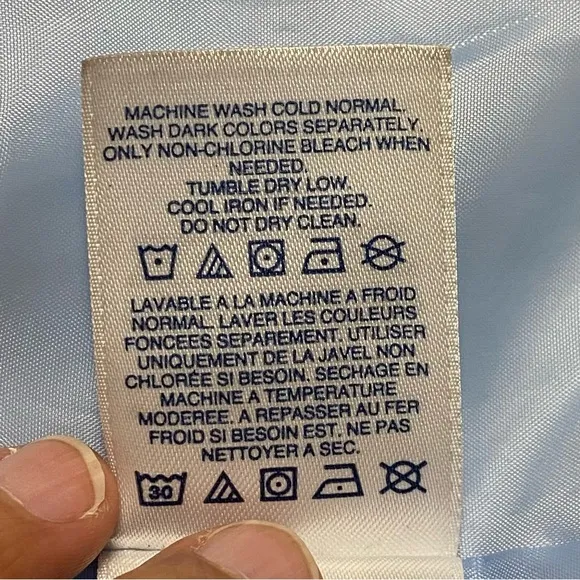 MACHINE WASH COLD NORMAL.
WASH DARK COLORS SEPARATELY.
ONLY NON-CHLORINE BLEACH WHEN
NEEDED.
TUMBLE DRY LOW.
COOL IRON IF NEEDED.
DO NOT DRY CLEAN.
LAVABLE A LA MACHINE A FROID
NORMAL. LAVER LES COULEURS
FONCEES SEPAREMENT. UTILISER
UNIQUEMENT DE LA JAVEL NON
CHLORÉE SI BESOIN. SECHAGE EN
MACHINE A TEMPERATURE
MODEREE. A REPASSER AU FER
FROID SI BESOIN EST. NE PAS
NETTOYER A SEC.
30